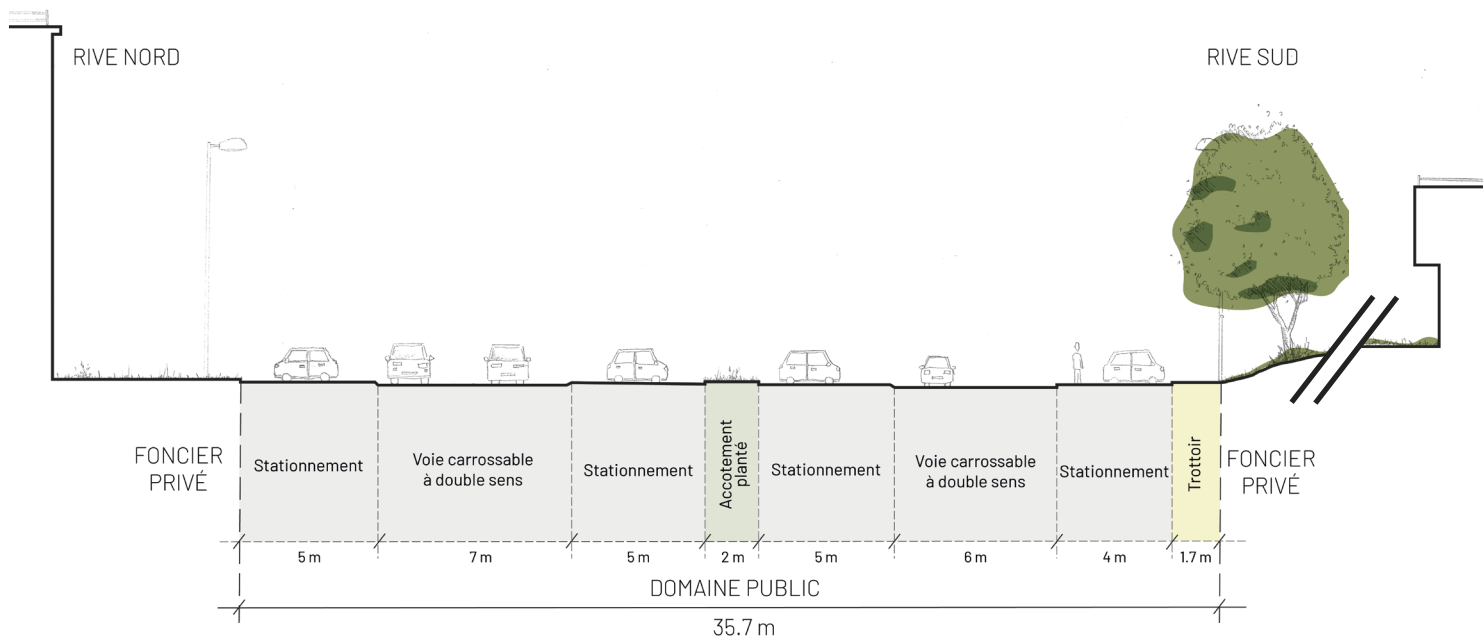 RIVE NORD
RIVE SUD
FONCIER
PRIVÉ
Stationnement
Voie carrossable
à double sens
Stationnement
Accotement
planté
Stationnement
Voie carrossable
à double sens
Stationnement
Trottoir
FONCIER
PRIVÉ
5 m
7 m
5 m
2 m
5 m
6 m
4 m
1.7 m
DOMAINE PUBLIC
35.7 m